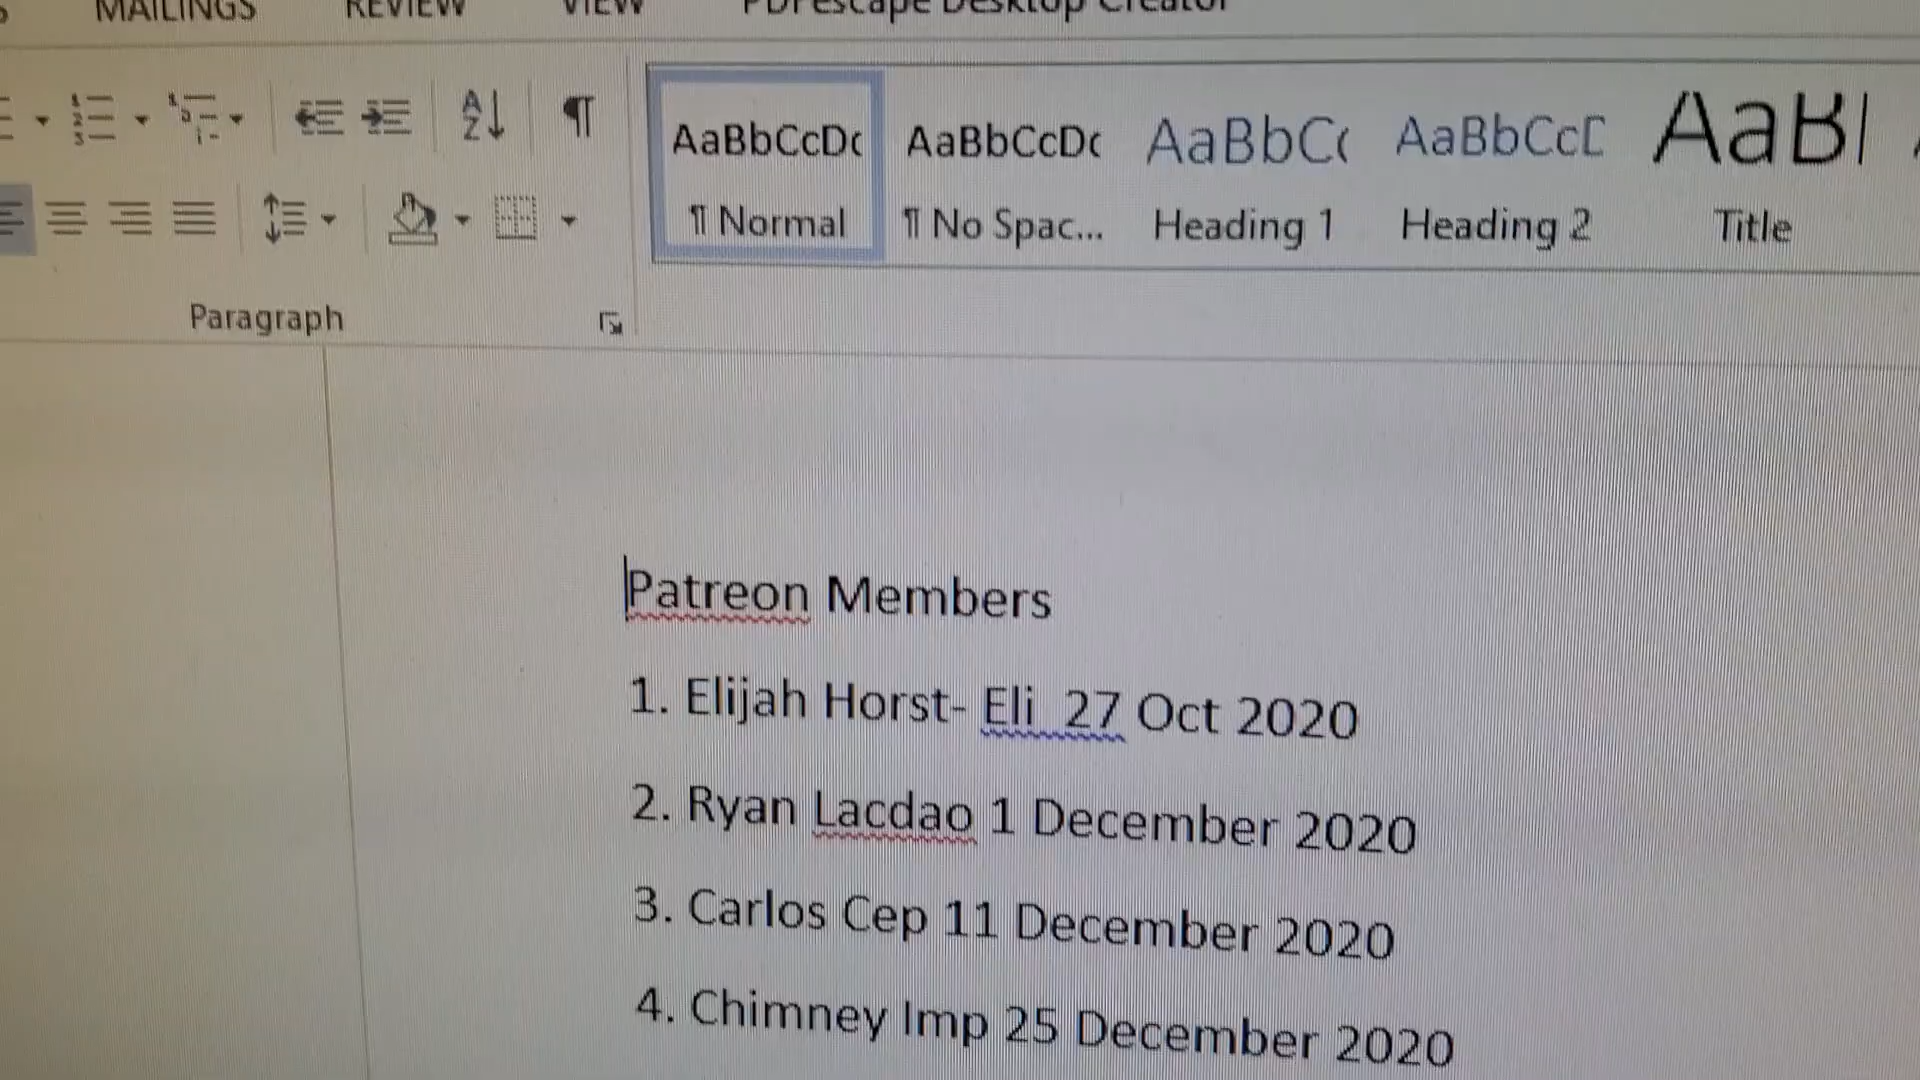 MAILINGS REVIEW VIEW PDFescape Desktop Creator
AaBbCcDc AaBbCcDc AaBbCc AaBbCcD AaBl
¶ Normal ¶ No Spac... Heading 1 Heading 2 Title
Paragraph
Patreon Members
1. Elijah Horst- Eli 27 Oct 2020
2. Ryan Lacdao 1 December 2020
3. Carlos Cep 11 December 2020
4. Chimney Imp 25 December 2020